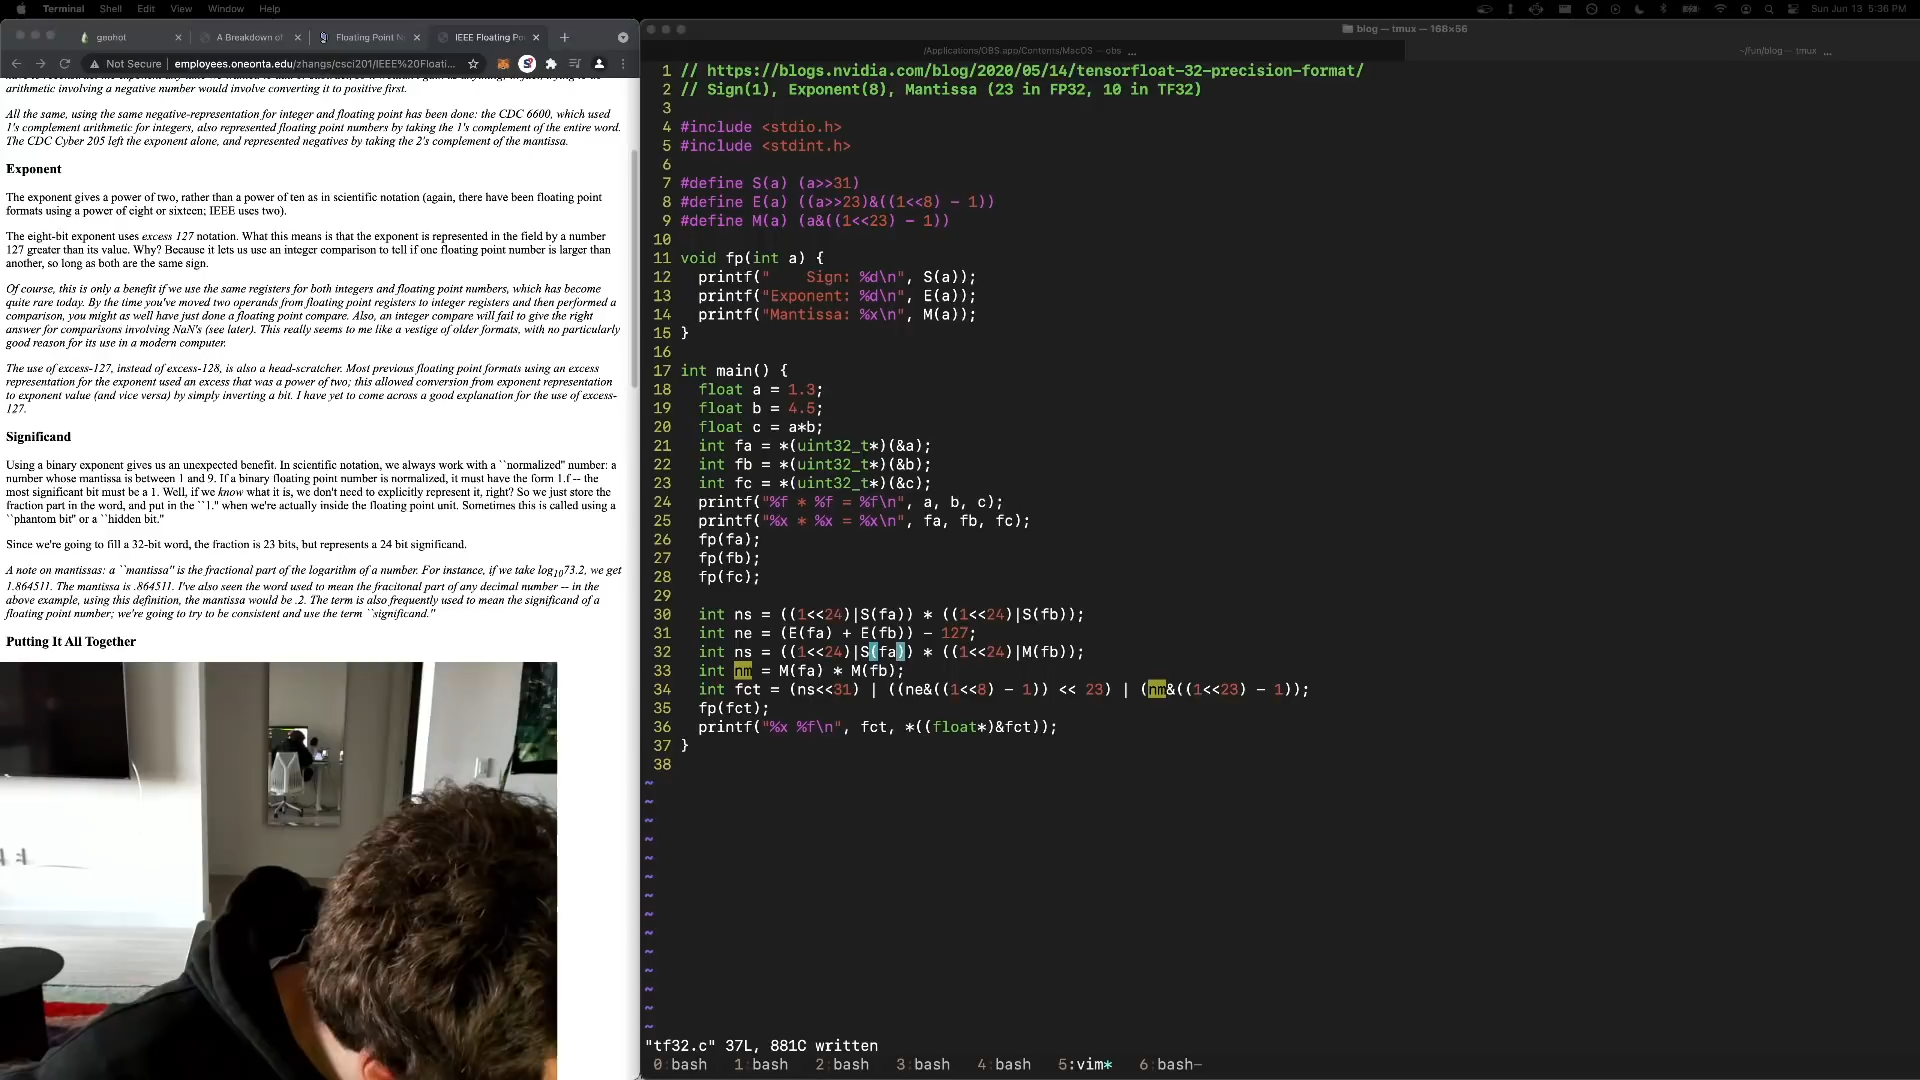 Terminal Shell Edit View Window Help
Sun Jun 13 5:36 PM
geohot
A Breakdown of
Floating Point N
IEEE Floating Po
Not Secure employees.oneonta.edu/zhangs/csci201/IEEE%20Floati...
arithmetic involving a negative number would involve converting it to positive first.
All the same, using the same negative-representation for integer and floating point has been done: the CDC 6600, which used
1's complement arithmetic for integers, also represented floating point numbers by taking the 1's complement of the entire word.
The CDC Cyber 205 left the exponent alone, and represented negatives by taking the 2's complement of the mantissa.
Exponent
The exponent gives a power of two, rather than a power of ten as in scientific notation (again, there have been floating point
formats using a power of eight or sixteen; IEEE uses two).
The eight-bit exponent uses excess 127 notation. What this means is that the exponent is represented in the field by a number
127 greater than its value. Why? Because it lets us use an integer comparison to tell if one floating point number is larger than
another, so long as both are the same sign.
Of course, this is only a benefit if we use the same registers for both integers and floating point numbers, which has become
quite rare today. By the time you've moved two operands from floating point registers to integer registers and then performed a
comparison, you might as well have just done a floating point compare. Also, an integer compare will fail to give the right
answer for comparisons involving NaN's (see later). This really seems to me like a vestige of older formats, with no particularly
good reason for its use in a modern computer.
The use of excess-127, instead of excess-128, is also a head-scratcher. Most previous floating point formats using an excess
representation for the exponent used an excess that was a power of two; this allowed conversion from exponent representation
to exponent value (and vice versa) by simply inverting a bit. I have yet to come across a good explanation for the use of excess-
127.
Significand
Using a binary exponent gives us an unexpected benefit. In scientific notation, we always work with a ``normalized'' number: a
number whose mantissa is between 1 and 9. If a binary floating point number is normalized, it must have the form 1.f -- the
most significant bit must be a 1. Well, if we know what it is, we don't need to explicitly represent it, right? So we just store the
fraction part in the word, and put in the ``1.'' when we're actually inside the floating point unit. Sometimes this is called using a
``phantom bit'' or a ``hidden bit.''
Since we're going to fill a 32-bit word, the fraction is 23 bits, but represents a 24 bit significand.
A note on mantissas: a ``mantissa'' is the fractional part of the logarithm of a number. For instance, if we take log1073.2, we get
1.864511. The mantissa is .864511. I've also seen the word used to mean the fracitonal part of any decimal number -- in the
above example, using this definition, the mantissa would be .2. The term is also frequently used to mean the significand of a
floating point number; we're going to try to be consistent and use the term ``significand.''
Putting It All Together
blog — tmux — 168×56
/Applications/OBS.app/Contents/MacOS — obs ...
~/fun/blog — tmux ...
1 // https://blogs.nvidia.com/blog/2020/05/14/tensorfloat-32-precision-format/
2 // Sign(1), Exponent(8), Mantissa (23 in FP32, 10 in TF32)
3
4 #include <stdio.h>
5 #include <stdint.h>
6
7 #define S(a) (a>>31)
8 #define E(a) ((a>>23)&((1<<8) - 1))
9 #define M(a) (a&((1<<23) - 1))
10
11 void fp(int a) {
12   printf("    Sign: %d\n", S(a));
13   printf("Exponent: %d\n", E(a));
14   printf("Mantissa: %x\n", M(a));
15 }
16
17 int main() {
18   float a = 1.3;
19   float b = 4.5;
20   float c = a*b;
21   int fa = *(uint32_t*)(&a);
22   int fb = *(uint32_t*)(&b);
23   int fc = *(uint32_t*)(&c);
24   printf("%f * %f = %f\n", a, b, c);
25   printf("%x * %x = %x\n", fa, fb, fc);
26   fp(fa);
27   fp(fb);
28   fp(fc);
29
30   int ns = ((1<<24)|S(fa)) * ((1<<24)|S(fb));
31   int ne = (E(fa) + E(fb)) - 127;
32   int ns = ((1<<24)|S(fa)) * ((1<<24)|M(fb));
33   int nm = M(fa) * M(fb);
34   int fct = (ns<<31) | ((ne&((1<<8) - 1)) << 23) | (nm&((1<<23) - 1));
35   fp(fct);
36   printf("%x %f\n", fct, *((float*)&fct));
37 }
38
~
~
~
~
~
~
~
~
~
~
~
~
~
~
"tf32.c" 37L, 881C written
0:bash 1:bash 2:bash 3:bash 4:bash 5:vim* 6:bash-